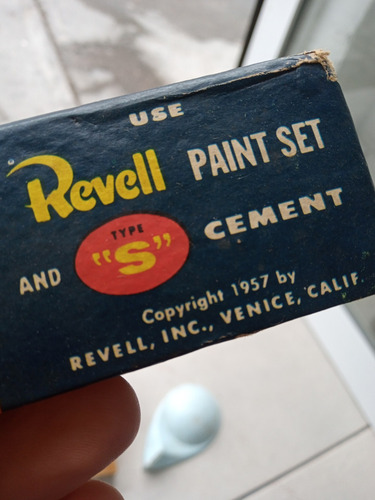 USE
Revell PAINT SET
AND TYPE "S" CEMENT
Copyright 1957 by
REVELL, INC., VENICE, CALIF.